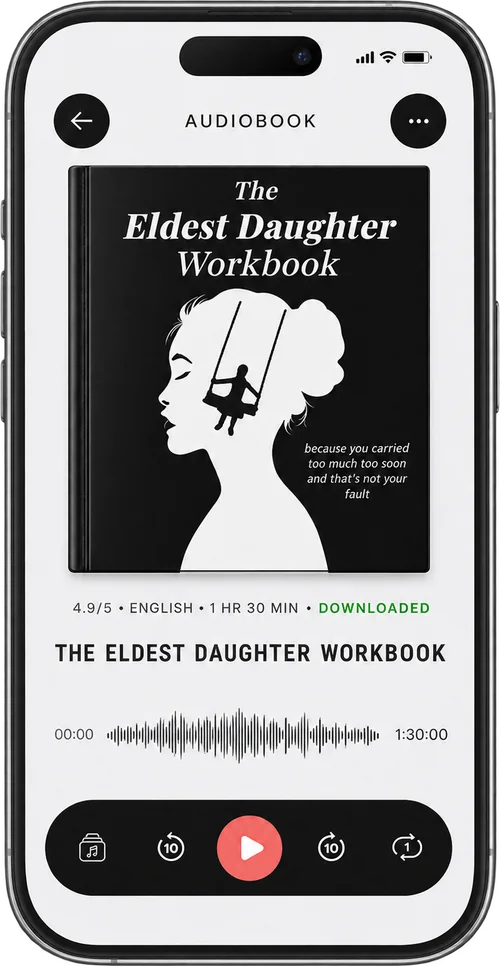 AUDIOBOOK
The
Eldest Daughter
Workbook
because you carried
too much too soon
and that's not your
fault
4.9/5 • ENGLISH • 1 HR 30 MIN • DOWNLOADED
THE ELDEST DAUGHTER WORKBOOK
00:00 1:30:00
10 10 1